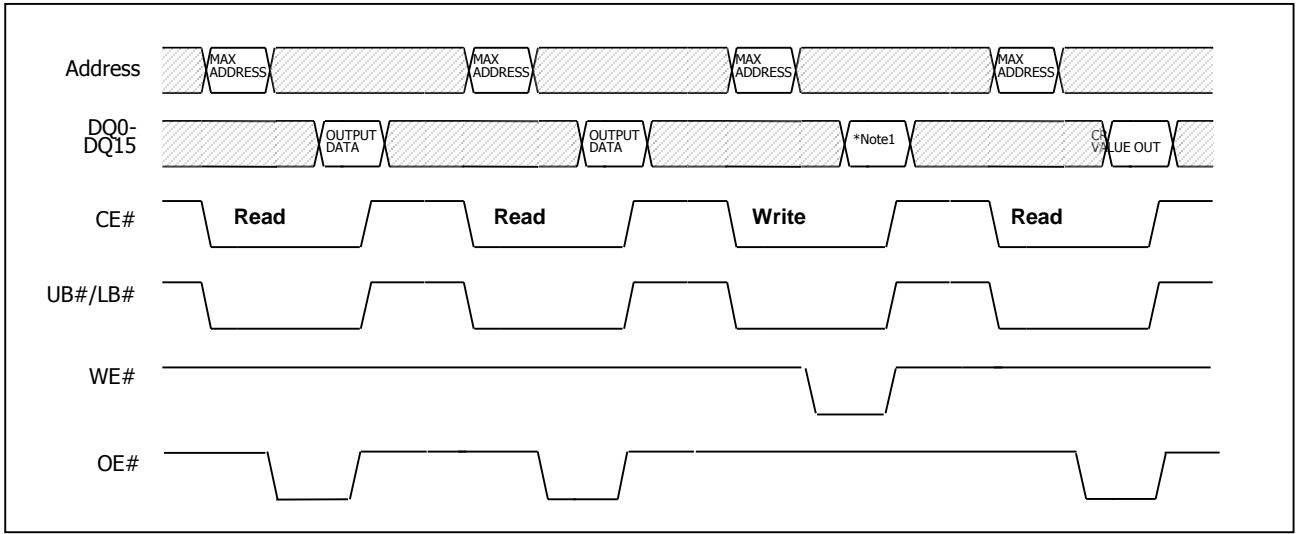 Address
MAX
ADDRESS
MAX
ADDRESS
MAX
ADDRESS
MAX
ADDRESS
DQ0-
DQ15
OUTPUT
DATA
OUTPUT
DATA
*Note1
CR
VALUE OUT
CE#
Read
Read
Write
Read
UB#/LB#
WE#
OE#